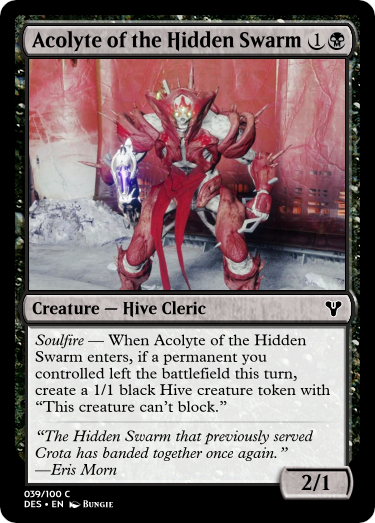 Acolyte of the Hidden Swarm 1
Creature — Hive Cleric
Soulfire — When Acolyte of the Hidden
Swarm enters, if a permanent you
controlled left the battlefield this turn,
create a 1/1 black Hive creature token with
“This creature can’t block.”
“The Hidden Swarm that previously served
Crota has banded together once again.”
—Eris Morn
2/1
039/100 C
DES • EN Bungie